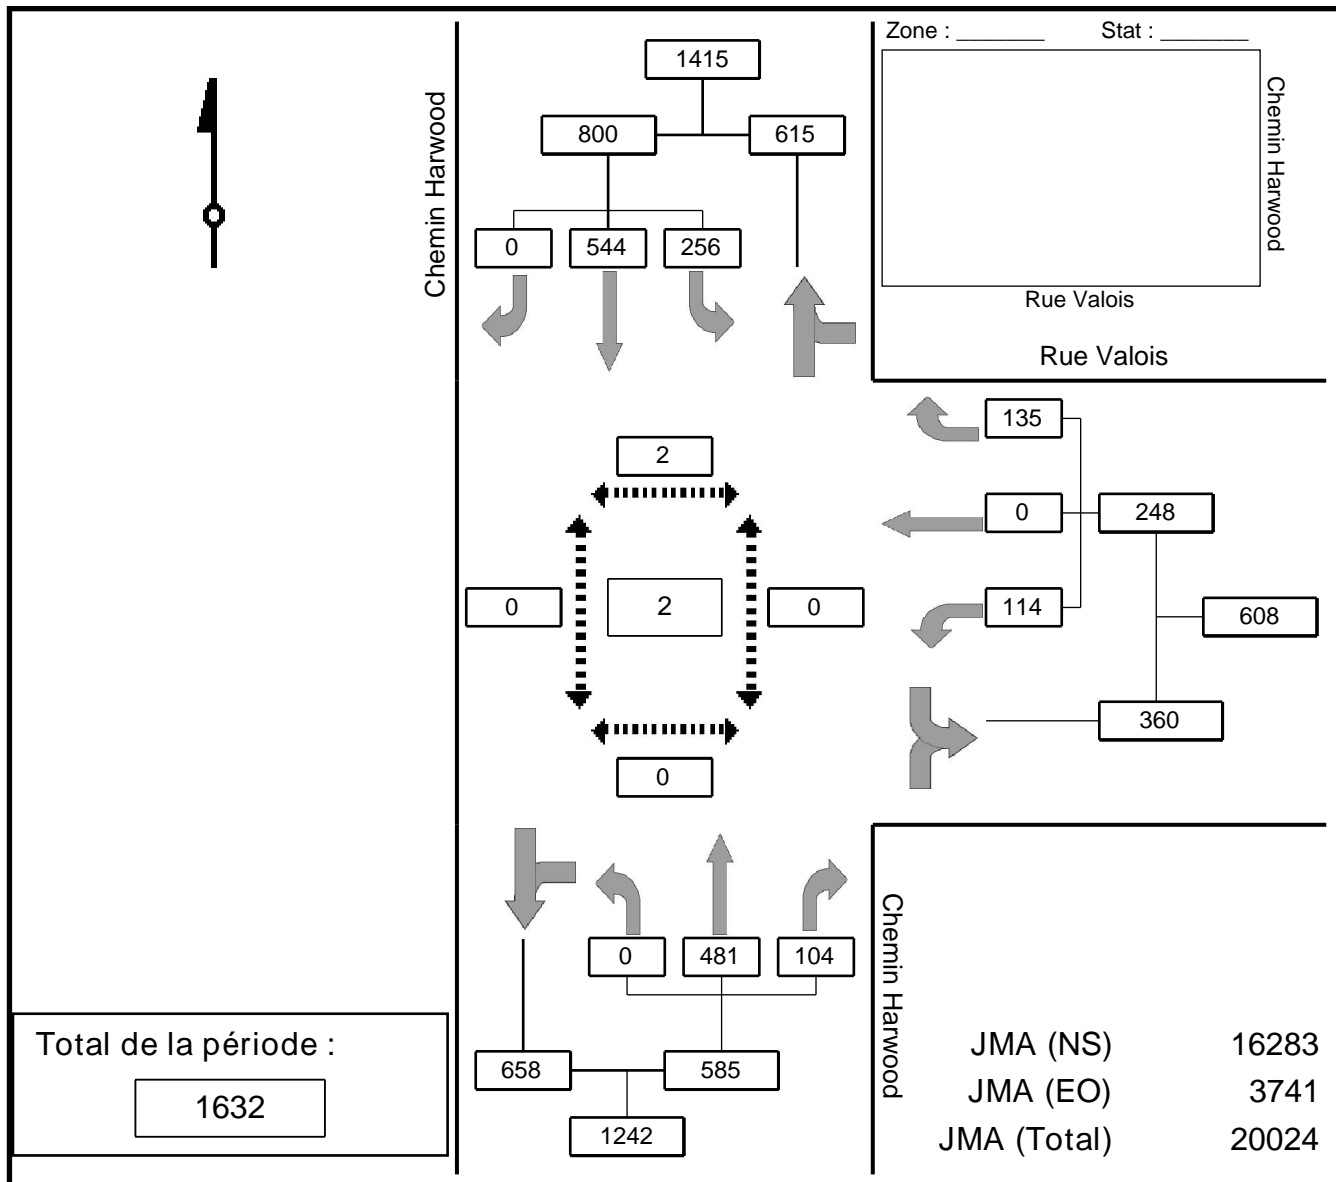 Zone : _______ Stat : _______
Chemin Harwood
Rue Valois
Rue Valois
Chemin Harwood
1415
800 615
0 544 256
135
0 248
114
608
360
2
0 2 0
0
0 481 104
658 585
1242
Chemin Harwood
Total de la période :
1632
JMA (NS) 16283
JMA (EO) 3741
JMA (Total) 20024